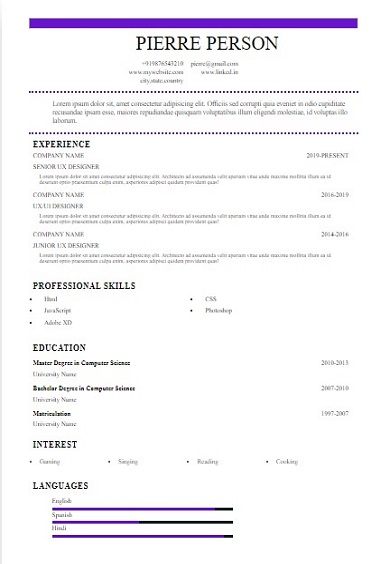 PIERRE PERSON
+919876543210 pierre@gmail.com
www.mywebsite.com www.linked.in
city.state.country
Lorem ipsum dolor sit, amet consectetur adipisicing elit. Officiis sed corrupti quia eveniet in odio cupiditate
recusandae ipsam esse, maiores repudiandae quisquam voluptatibus illum eligendi molestiae, id voluptas illo
laborum.
EXPERIENCE
COMPANY NAME 2019-PRESENT
SENIOR UX DESIGNER
Lorem ipsum dolor sit amet consectetur adipisicing elit. Architecto ad assumenda velit aperiam vitae unde maxime mollitia illum ea id
deserunt optio praesentium culpa enim, asperiores provident quas!
COMPANY NAME 2016-2019
UX/UI DESIGNER
Lorem ipsum dolor sit amet consectetur adipisicing elit. Architecto ad assumenda velit aperiam vitae unde maxime mollitia illum ea id
deserunt optio praesentium culpa enim, asperiores provident quas!
COMPANY NAME 2014-2016
JUNIOR UX DESIGNER
Lorem ipsum dolor sit amet consectetur adipisicing elit. Architecto ad assumenda velit aperiam vitae unde maxime mollitia illum ea id
deserunt optio praesentium culpa enim, asperiores provident quas!
PROFESSIONAL SKILLS
• Html • CSS
• JavaScript • Photoshop
• Adobe XD
EDUCATION
Master Degree in Computer Science 2010-2013
University Name
Bachelor Degree in Computer Science 2007-2010
University Name
Matriculation 1997-2007
University Name
INTEREST
• Gaming • Singing • Reading • Cooking
LANGUAGES
English
Spanish
Hindi